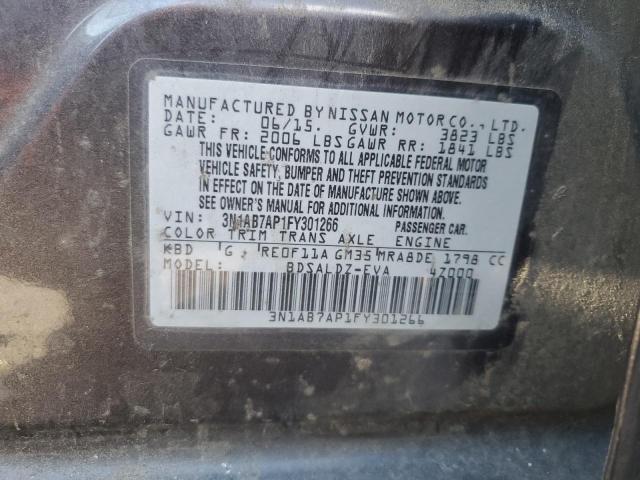 MANUFACTURED BY NISSAN MOTOR CO., LTD.
DATE: 06/15. GVWR: 3823 LBS
GAWR FR: 2006 LBS GAWR RR: 1841 LBS
THIS VEHICLE CONFORMS TO ALL APPLICABLE FEDERAL MOTOR
VEHICLE SAFETY, BUMPER AND THEFT PREVENTION STANDARDS
IN EFFECT ON THE DATE OF MANUFACTURE SHOWN ABOVE.
SEE OWNER'S MANUAL FOR ADDITIONAL INFORMATION.
VIN: 3N1AB7AP1FY301266 PASSENGER CAR.
COLOR TRIM TRANS AXLE ENGINE
KBD G RE0F11A GM35 MRA8DE 1798 CC
MODEL: BDSALDZ-EVA 4Z000
3N1AB7AP1FY301266